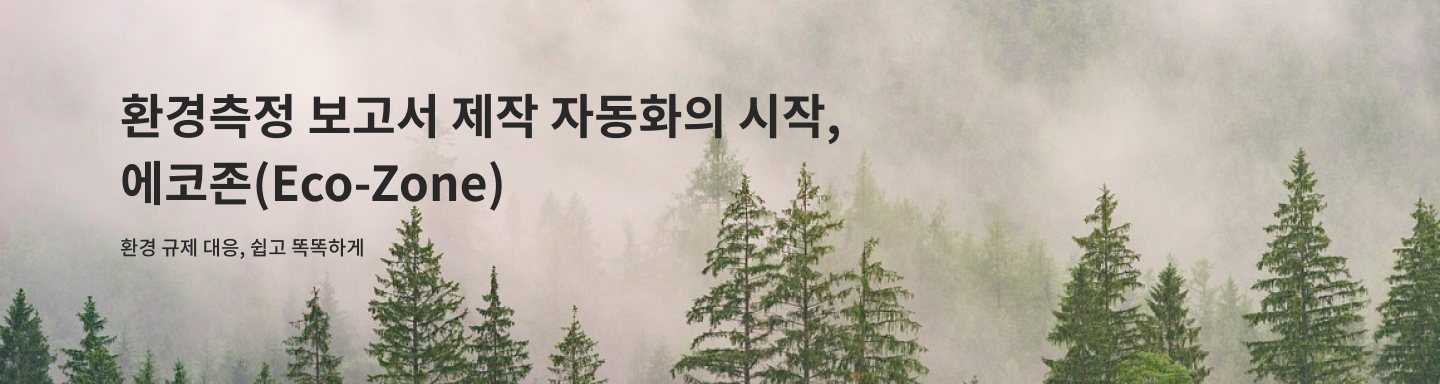 환경측정 보고서 제작 자동화의 시작,
에코존(Eco-Zone)
환경 규제 대응, 쉽고 똑똑하게